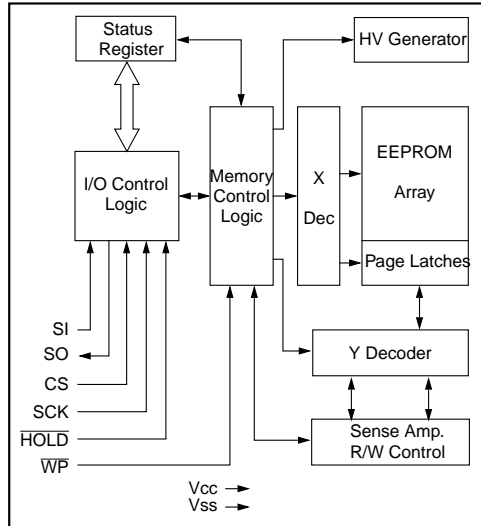 Status
Register
HV Generator
I/O Control
Logic
Memory
Control
Logic
X
Dec
EEPROM
Array
Page Latches
SI
SO
CS
SCK
HOLD
WP
Y Decoder
Sense Amp.
R/W Control
Vcc
Vss